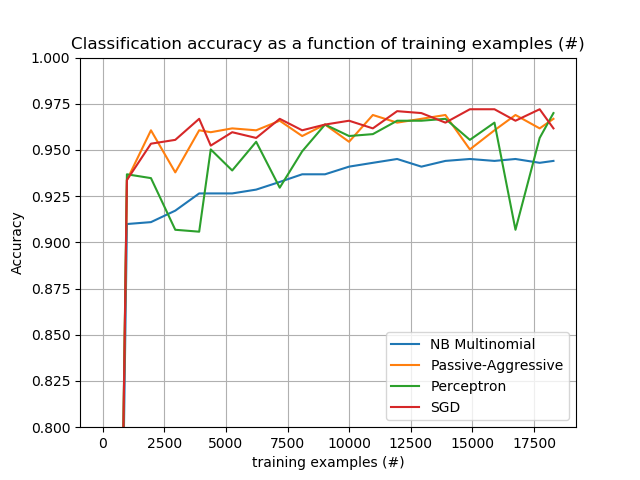 Classification accuracy as a function of training examples (#)
1.000
0.975
0.950
0.925
0.900
0.875
0.850
0.825
0.800
Accuracy
NB Multinomial
Passive-Aggressive
Perceptron
SGD
0 2500 5000 7500 10000 12500 15000 17500
training examples (#)